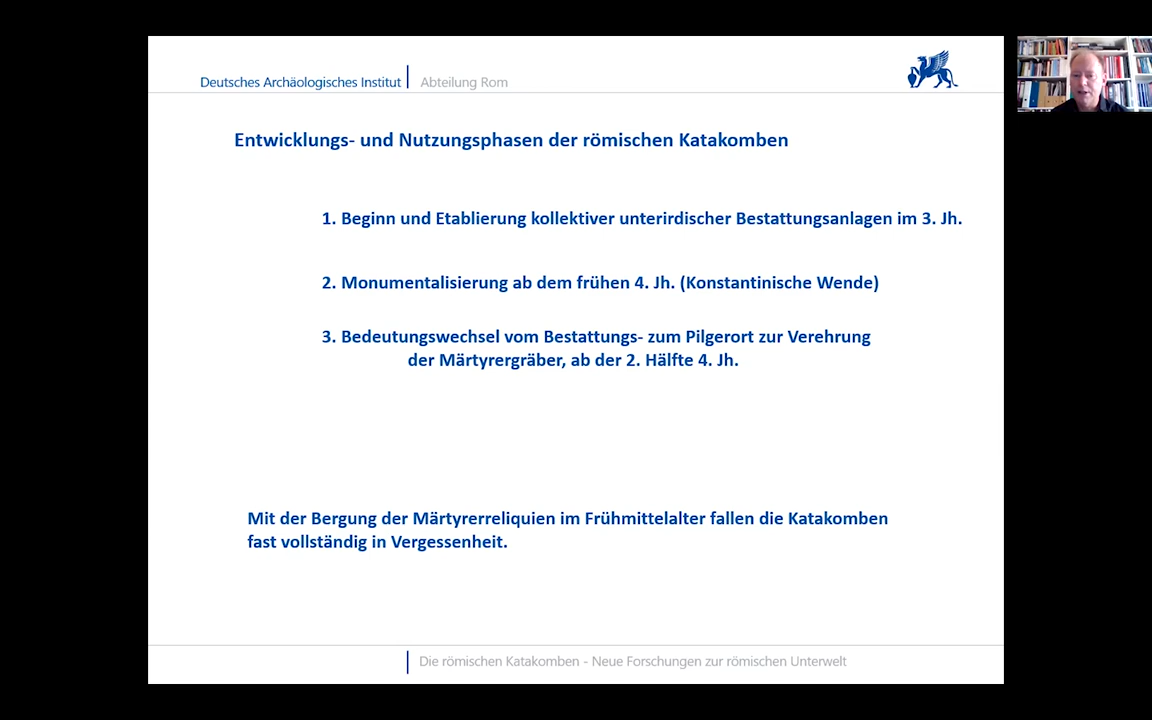 Deutsches Archäologisches Institut
Abteilung Rom
Entwicklungs- und Nutzungsphasen der römischen Katakomben
1. Beginn und Etablierung kollektiver unterirdischer Bestattungsanlagen im 3. Jh.
2. Monumentalisierung ab dem frühen 4. Jh. (Konstantinische Wende)
3. Bedeutungswechsel vom Bestattungs- zum Pilgerort zur Verehrung
der Märtyrergräber, ab der 2. Hälfte 4. Jh.
Mit der Bergung der Märtyrerreliquien im Frühmittelalter fallen die Katakomben
fast vollständig in Vergessenheit.
Die römischen Katakomben - Neue Forschungen zur römischen Unterwelt